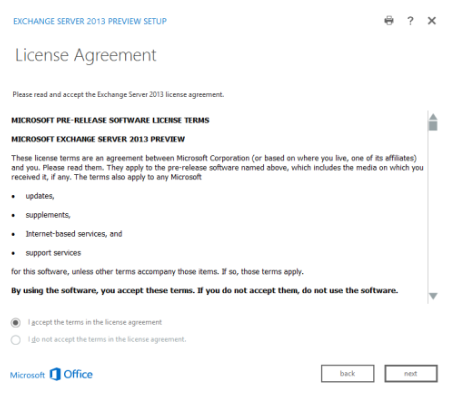 EXCHANGE SERVER 2013 PREVIEW SETUP
?
License Agreement
Please read and accept the Exchange Server 2013 license agreement.
MICROSOFT PRE-RELEASE SOFTWARE LICENSE TERMS
MICROSOFT EXCHANGE SERVER 2013 PREVIEW
These license terms are an agreement between Microsoft Corporation (or based on where you live, one of its affiliates)
and you. Please read them. They apply to the pre-release software named above, which includes the media on which you
received it, if any. The terms also apply to any Microsoft
• updates,
• supplements,
• Internet-based services, and
• support services
for this software, unless other terms accompany those items. If so, those terms apply.
By using the software, you accept these terms. If you do not accept them, do not use the software.
I accept the terms in the license agreement
I do not accept the terms in the license agreement.
Microsoft Office
back
next